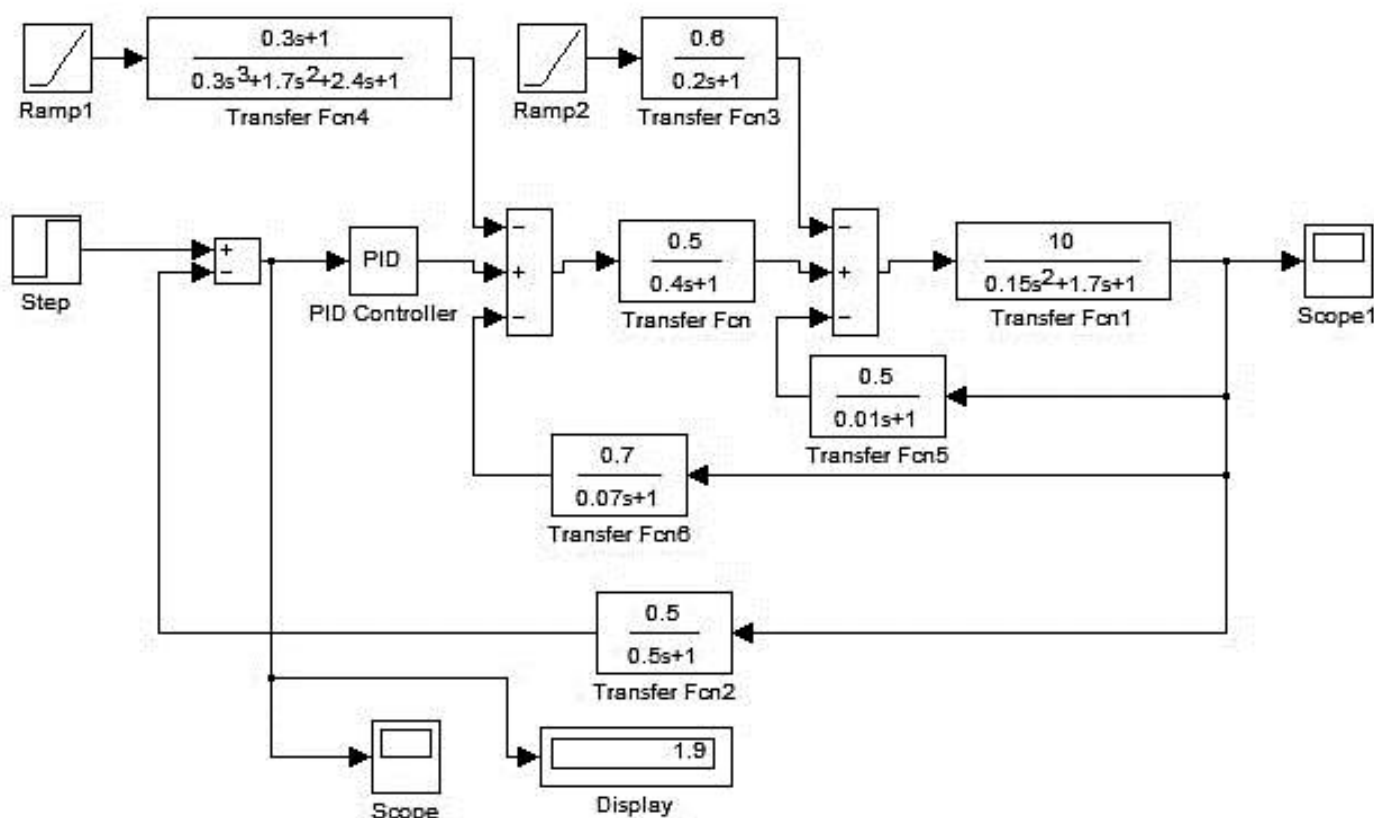 0.3s+1
0.3s³+1.7s²+2.4s+1
Ramp1
Transfer Fcn4
0.6
0.2s+1
Ramp2
Transfer Fcn3
Step
+
−
PID
PID Controller
−
+
−
0.5
0.4s+1
Transfer Fcn
−
+
−
10
0.15s²+1.7s+1
Transfer Fcn1
Scope1
0.5
0.01s+1
Transfer Fcn5
0.7
0.07s+1
Transfer Fcn6
0.5
0.5s+1
Transfer Fcn2
Scope
1.9
Display